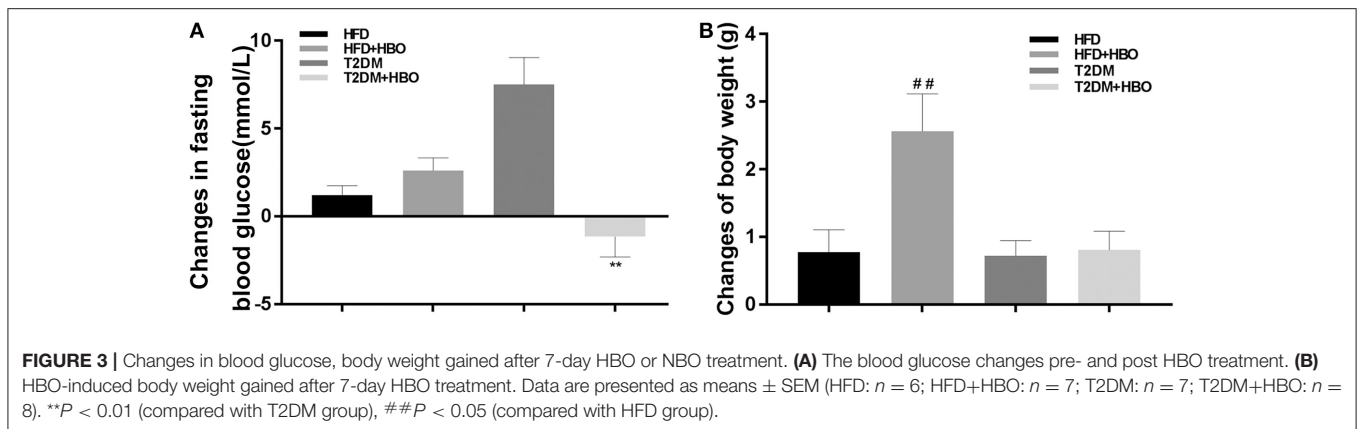 A
Changes in fasting
blood glucose(mmol/L)
10
5
0
-5
HFD
HFD+HBO
T2DM
T2DM+HBO
**
B
Changes of body weight (g)
4
3
2
1
0
##
HFD
HFD+HBO
T2DM
T2DM+HBO
FIGURE 3 | Changes in blood glucose, body weight gained after 7-day HBO or NBO treatment. (A) The blood glucose changes pre- and post HBO treatment. (B)
HBO-induced body weight gained after 7-day HBO treatment. Data are presented as means ± SEM (HFD: n = 6; HFD+HBO: n = 7; T2DM: n = 7; T2DM+HBO: n =
8). **P < 0.01 (compared with T2DM group), ##P < 0.05 (compared with HFD group).